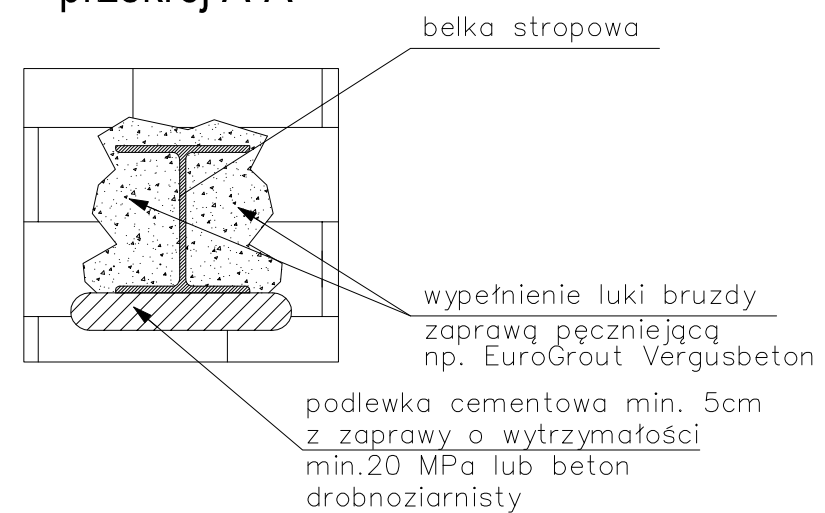 przekrój A-A
belka stropowa
wypełnienie luki bruzdy
zaprawą pęczniejącą
np. EuroGrout Vergusbeton
podlewka cementowa min. 5cm
z zaprawy o wytrzymałości
min.20 MPa lub beton
drobnoziarnisty